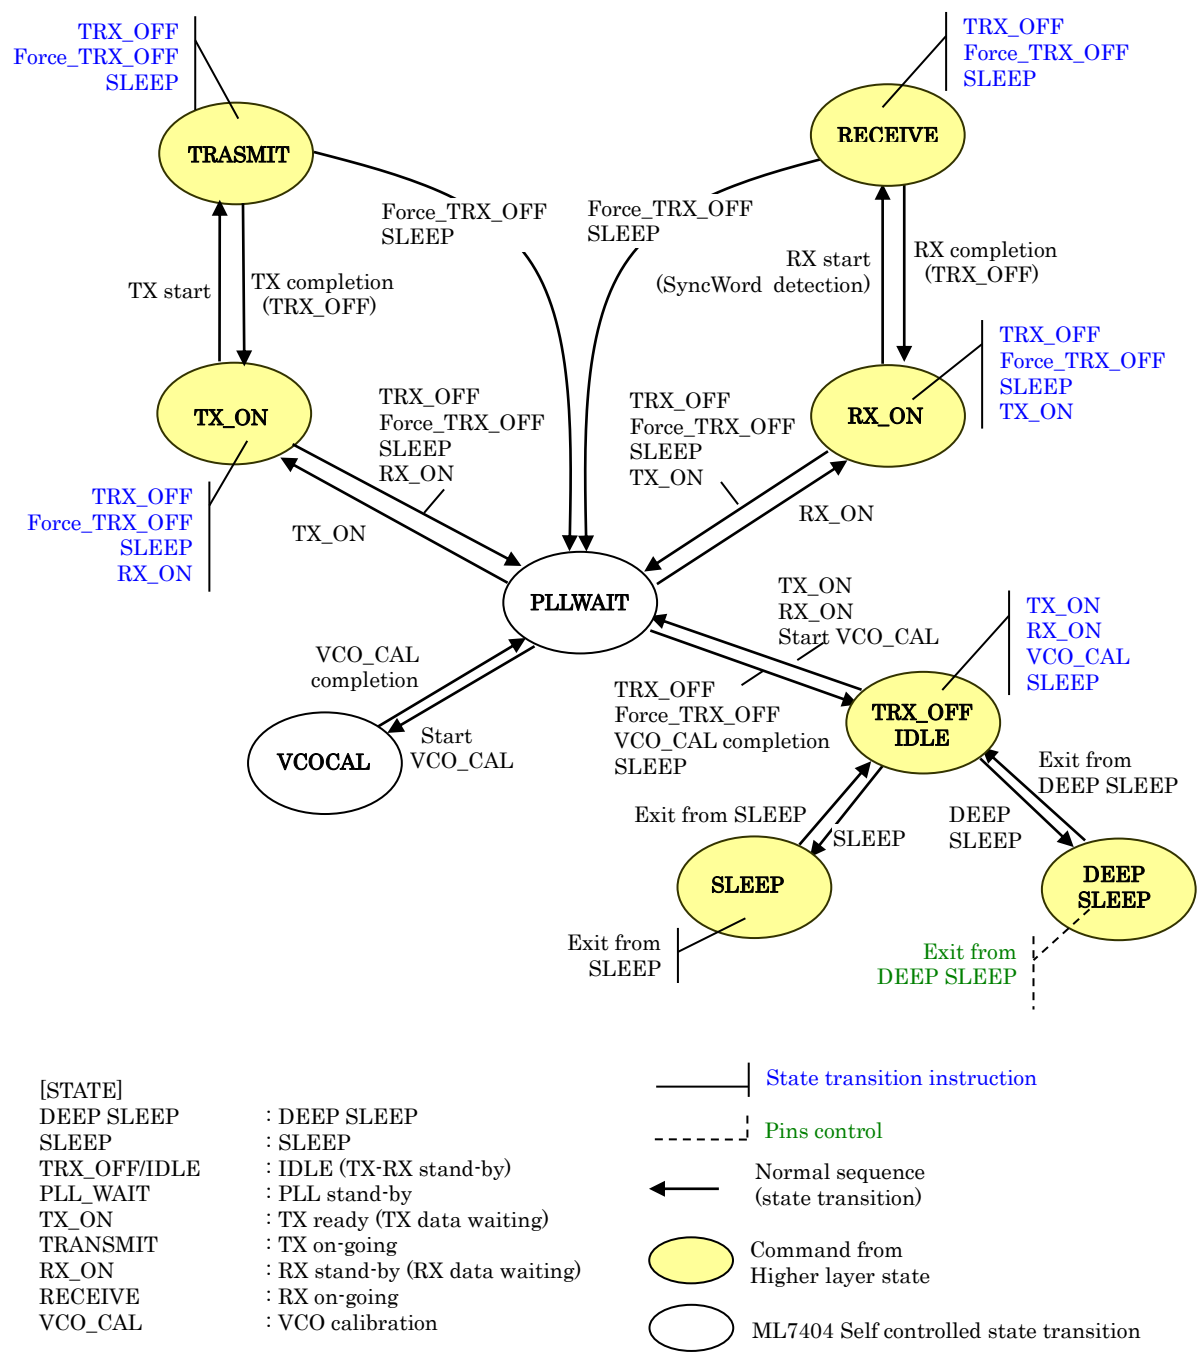 TRX_OFF
Force_TRX_OFF
SLEEP
TRX_OFF
Force_TRX_OFF
SLEEP
TRASMIT
RECEIVE
Force_TRX_OFF
SLEEP
Force_TRX_OFF
SLEEP
TX start
TX completion
(TRX_OFF)
RX start
(SyncWord detection)
RX completion
(TRX_OFF)
TX_ON
TRX_OFF
Force_TRX_OFF
SLEEP
RX_ON
TRX_OFF
Force_TRX_OFF
SLEEP
TX_ON
RX_ON
TRX_OFF
Force_TRX_OFF
SLEEP
TX_ON
TRX_OFF
Force_TRX_OFF
SLEEP
RX_ON
TX_ON
RX_ON
PLLWAIT
TX_ON
RX_ON
Start VCO_CAL
TX_ON
RX_ON
VCO_CAL
SLEEP
VCO_CAL
completion
Start
VCO_CAL
VCOCAL
TRX_OFF
Force_TRX_OFF
VCO_CAL completion
SLEEP
TRX_OFF
IDLE
Exit from SLEEP
SLEEP
DEEP
SLEEP
Exit from
DEEP SLEEP
SLEEP
DEEP
SLEEP
Exit from
SLEEP
Exit from
DEEP SLEEP
[STATE]
DEEP SLEEP : DEEP SLEEP
SLEEP : SLEEP
TRX_OFF/IDLE : IDLE (TX-RX stand-by)
PLL_WAIT : PLL stand-by
TX_ON : TX ready (TX data waiting)
TRANSMIT : TX on-going
RX_ON : RX stand-by (RX data waiting)
RECEIVE : RX on-going
VCO_CAL : VCO calibration
State transition instruction
Pins control
Normal sequence
(state transition)
Command from
Higher layer state
ML7404 Self controlled state transition